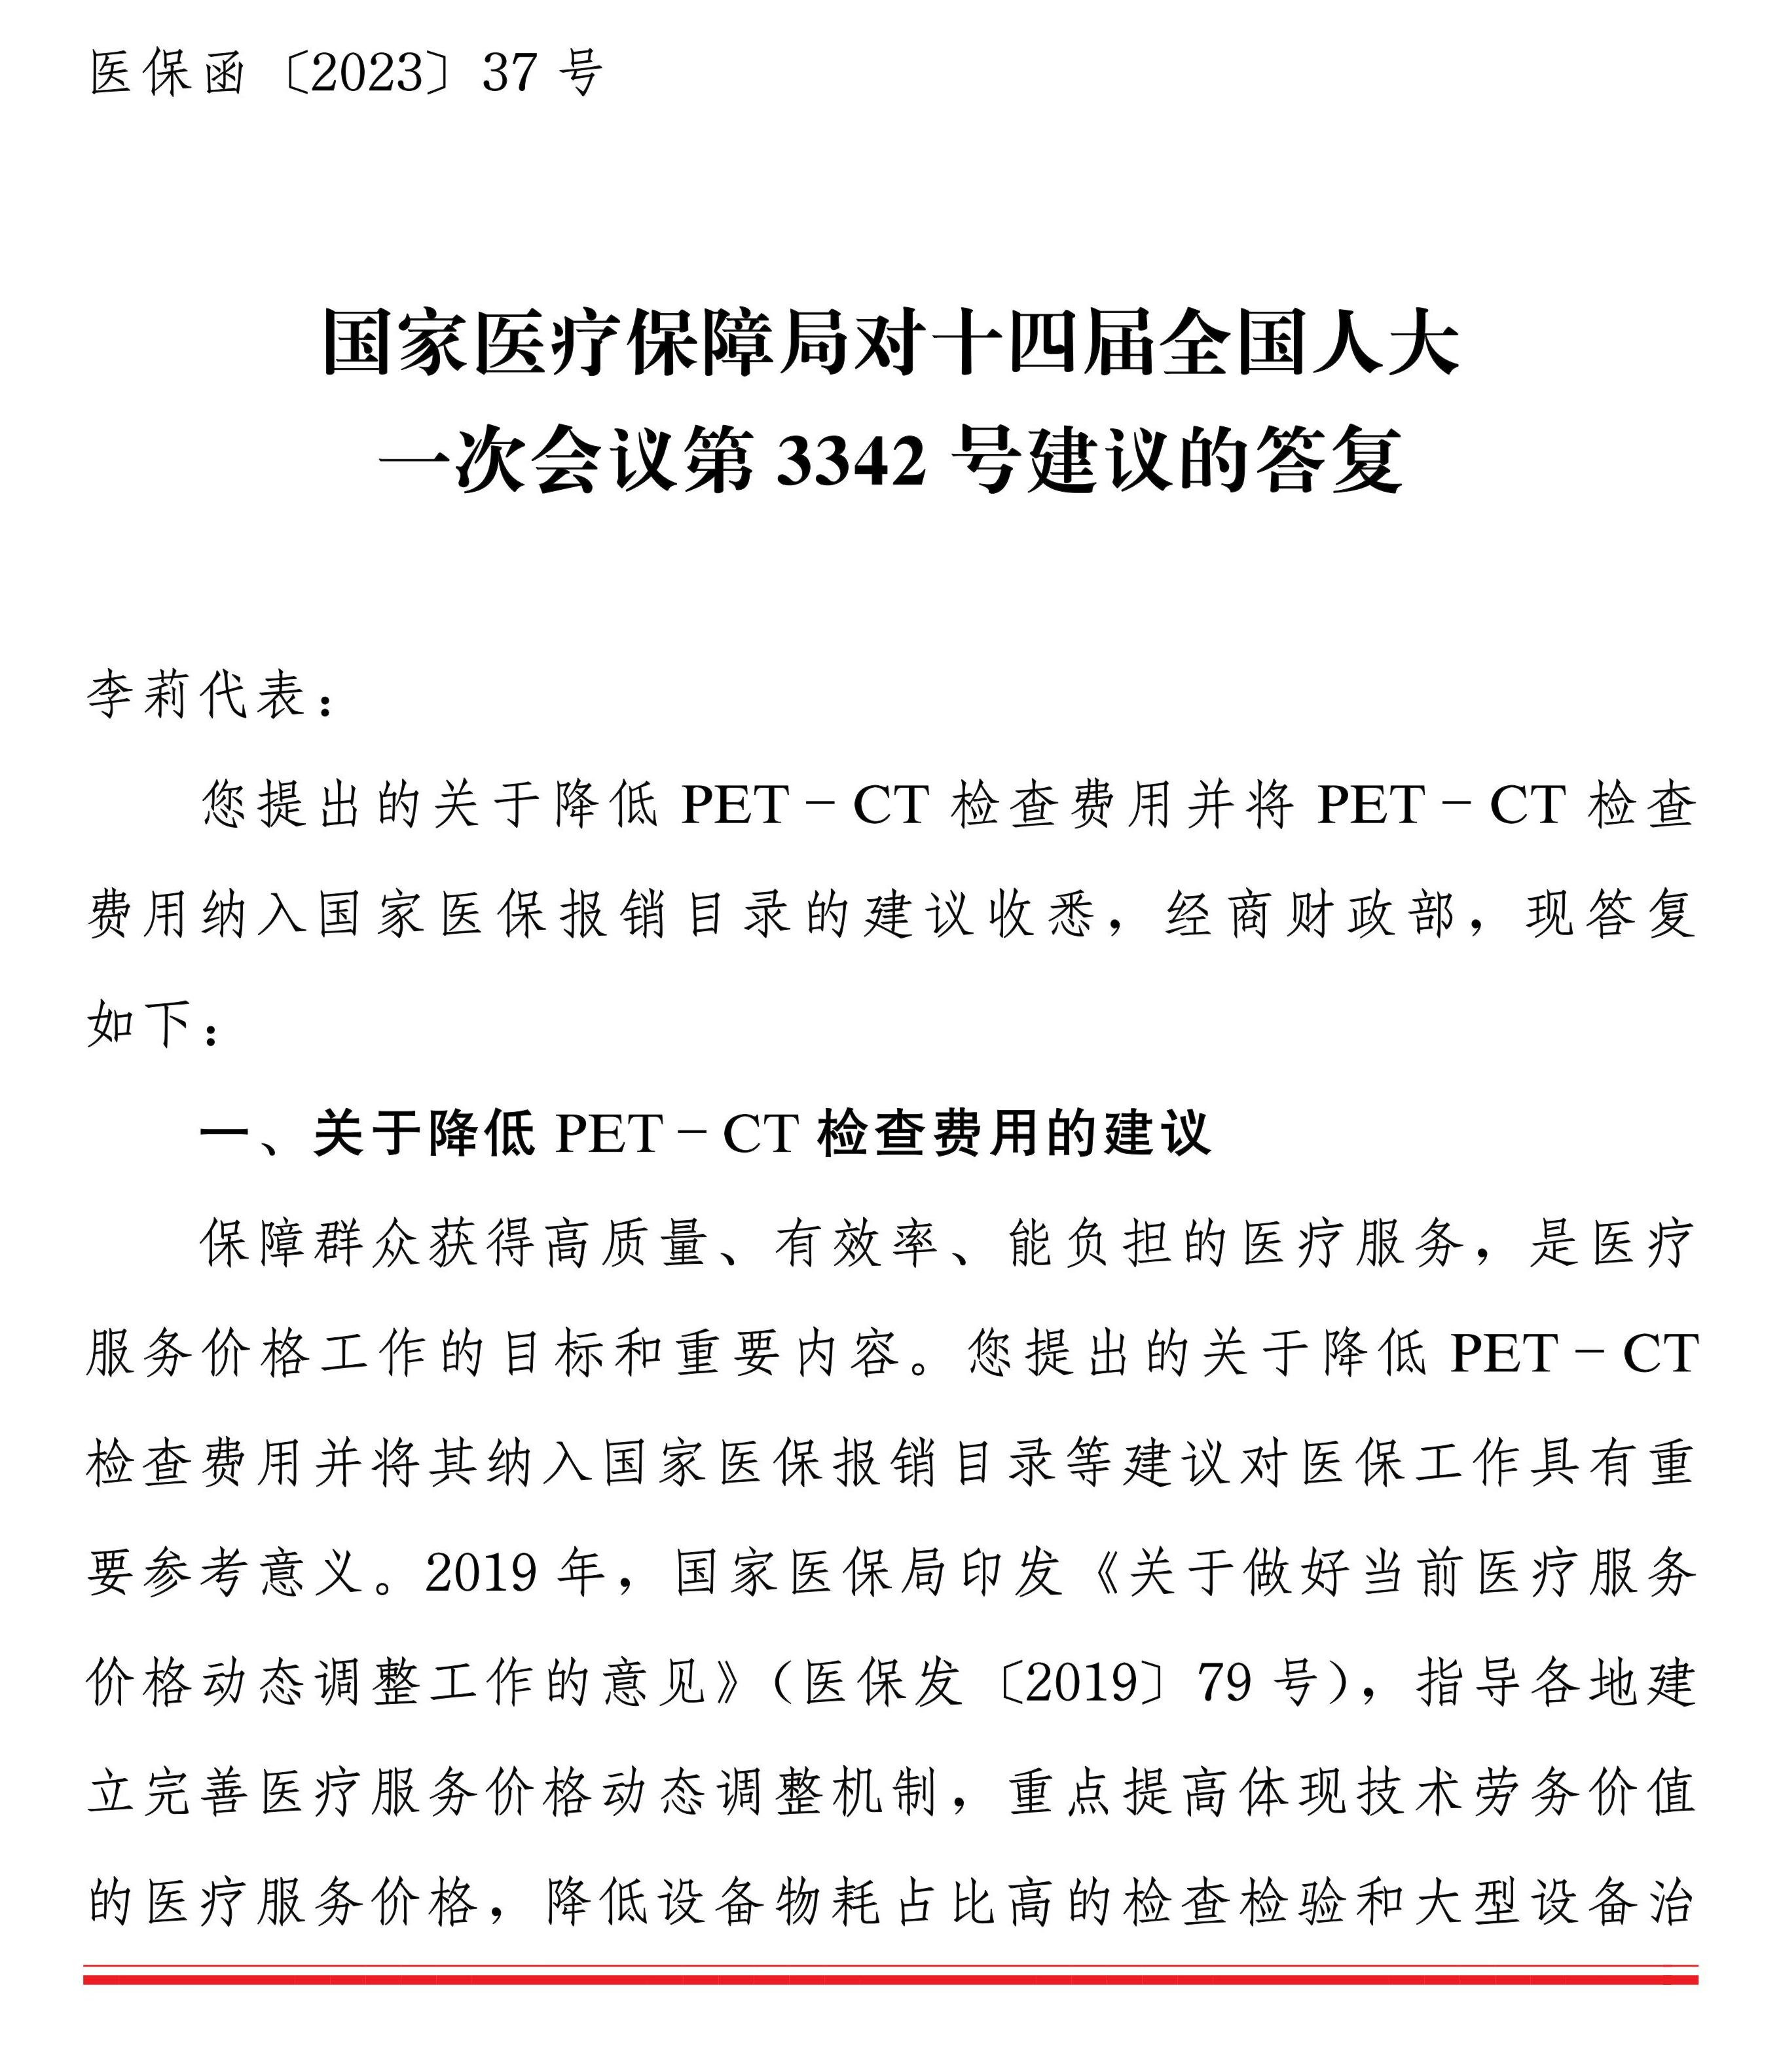 医保函〔2023〕37 号
国家医疗保障局对十四届全国人大
一次会议第 3342 号建议的答复
李莉代表：
您提出的关于降低 PET－CT 检查费用并将 PET－CT 检查
费用纳入国家医保报销目录的建议收悉，经商财政部，现答复
如下：
一、关于降低 PET－CT 检查费用的建议
保障群众获得高质量、有效率、能负担的医疗服务，是医疗
服务价格工作的目标和重要内容。您提出的关于降低 PET－CT
检查费用并将其纳入国家医保报销目录等建议对医保工作具有重
要参考意义。2019 年，国家医保局印发《关于做好当前医疗服务
价格动态调整工作的意见》（医保发〔2019〕79 号），指导各地建
立完善医疗服务价格动态调整机制，重点提高体现技术劳务价值
的医疗服务价格，降低设备物耗占比高的检查检验和大型设备治